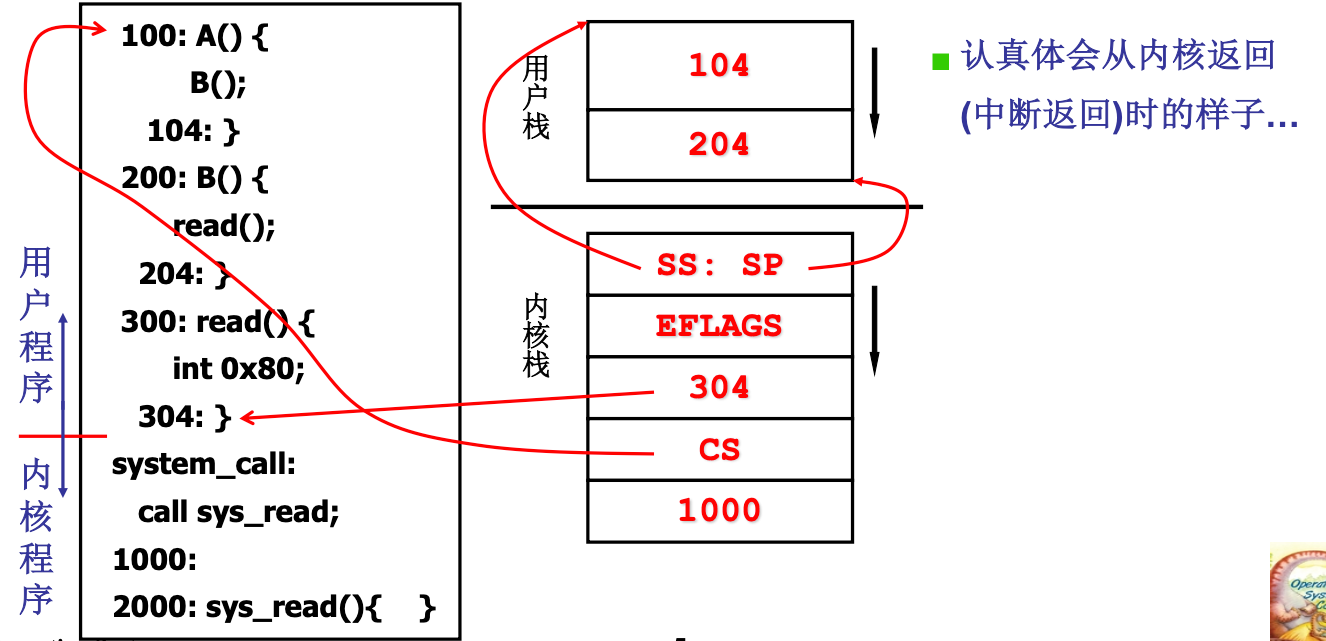 100: A() {
B();
104: }
200: B() {
read();
204: }
300: read() {
int 0x80;
304: }
system_call:
call sys_read;
1000:
2000: sys_read(){ }
用户程序
内核程序
用户栈
104
204
内核栈
SS: SP
EFLAGS
304
CS
1000
认真体会从内核返回
(中断返回)时的样子...